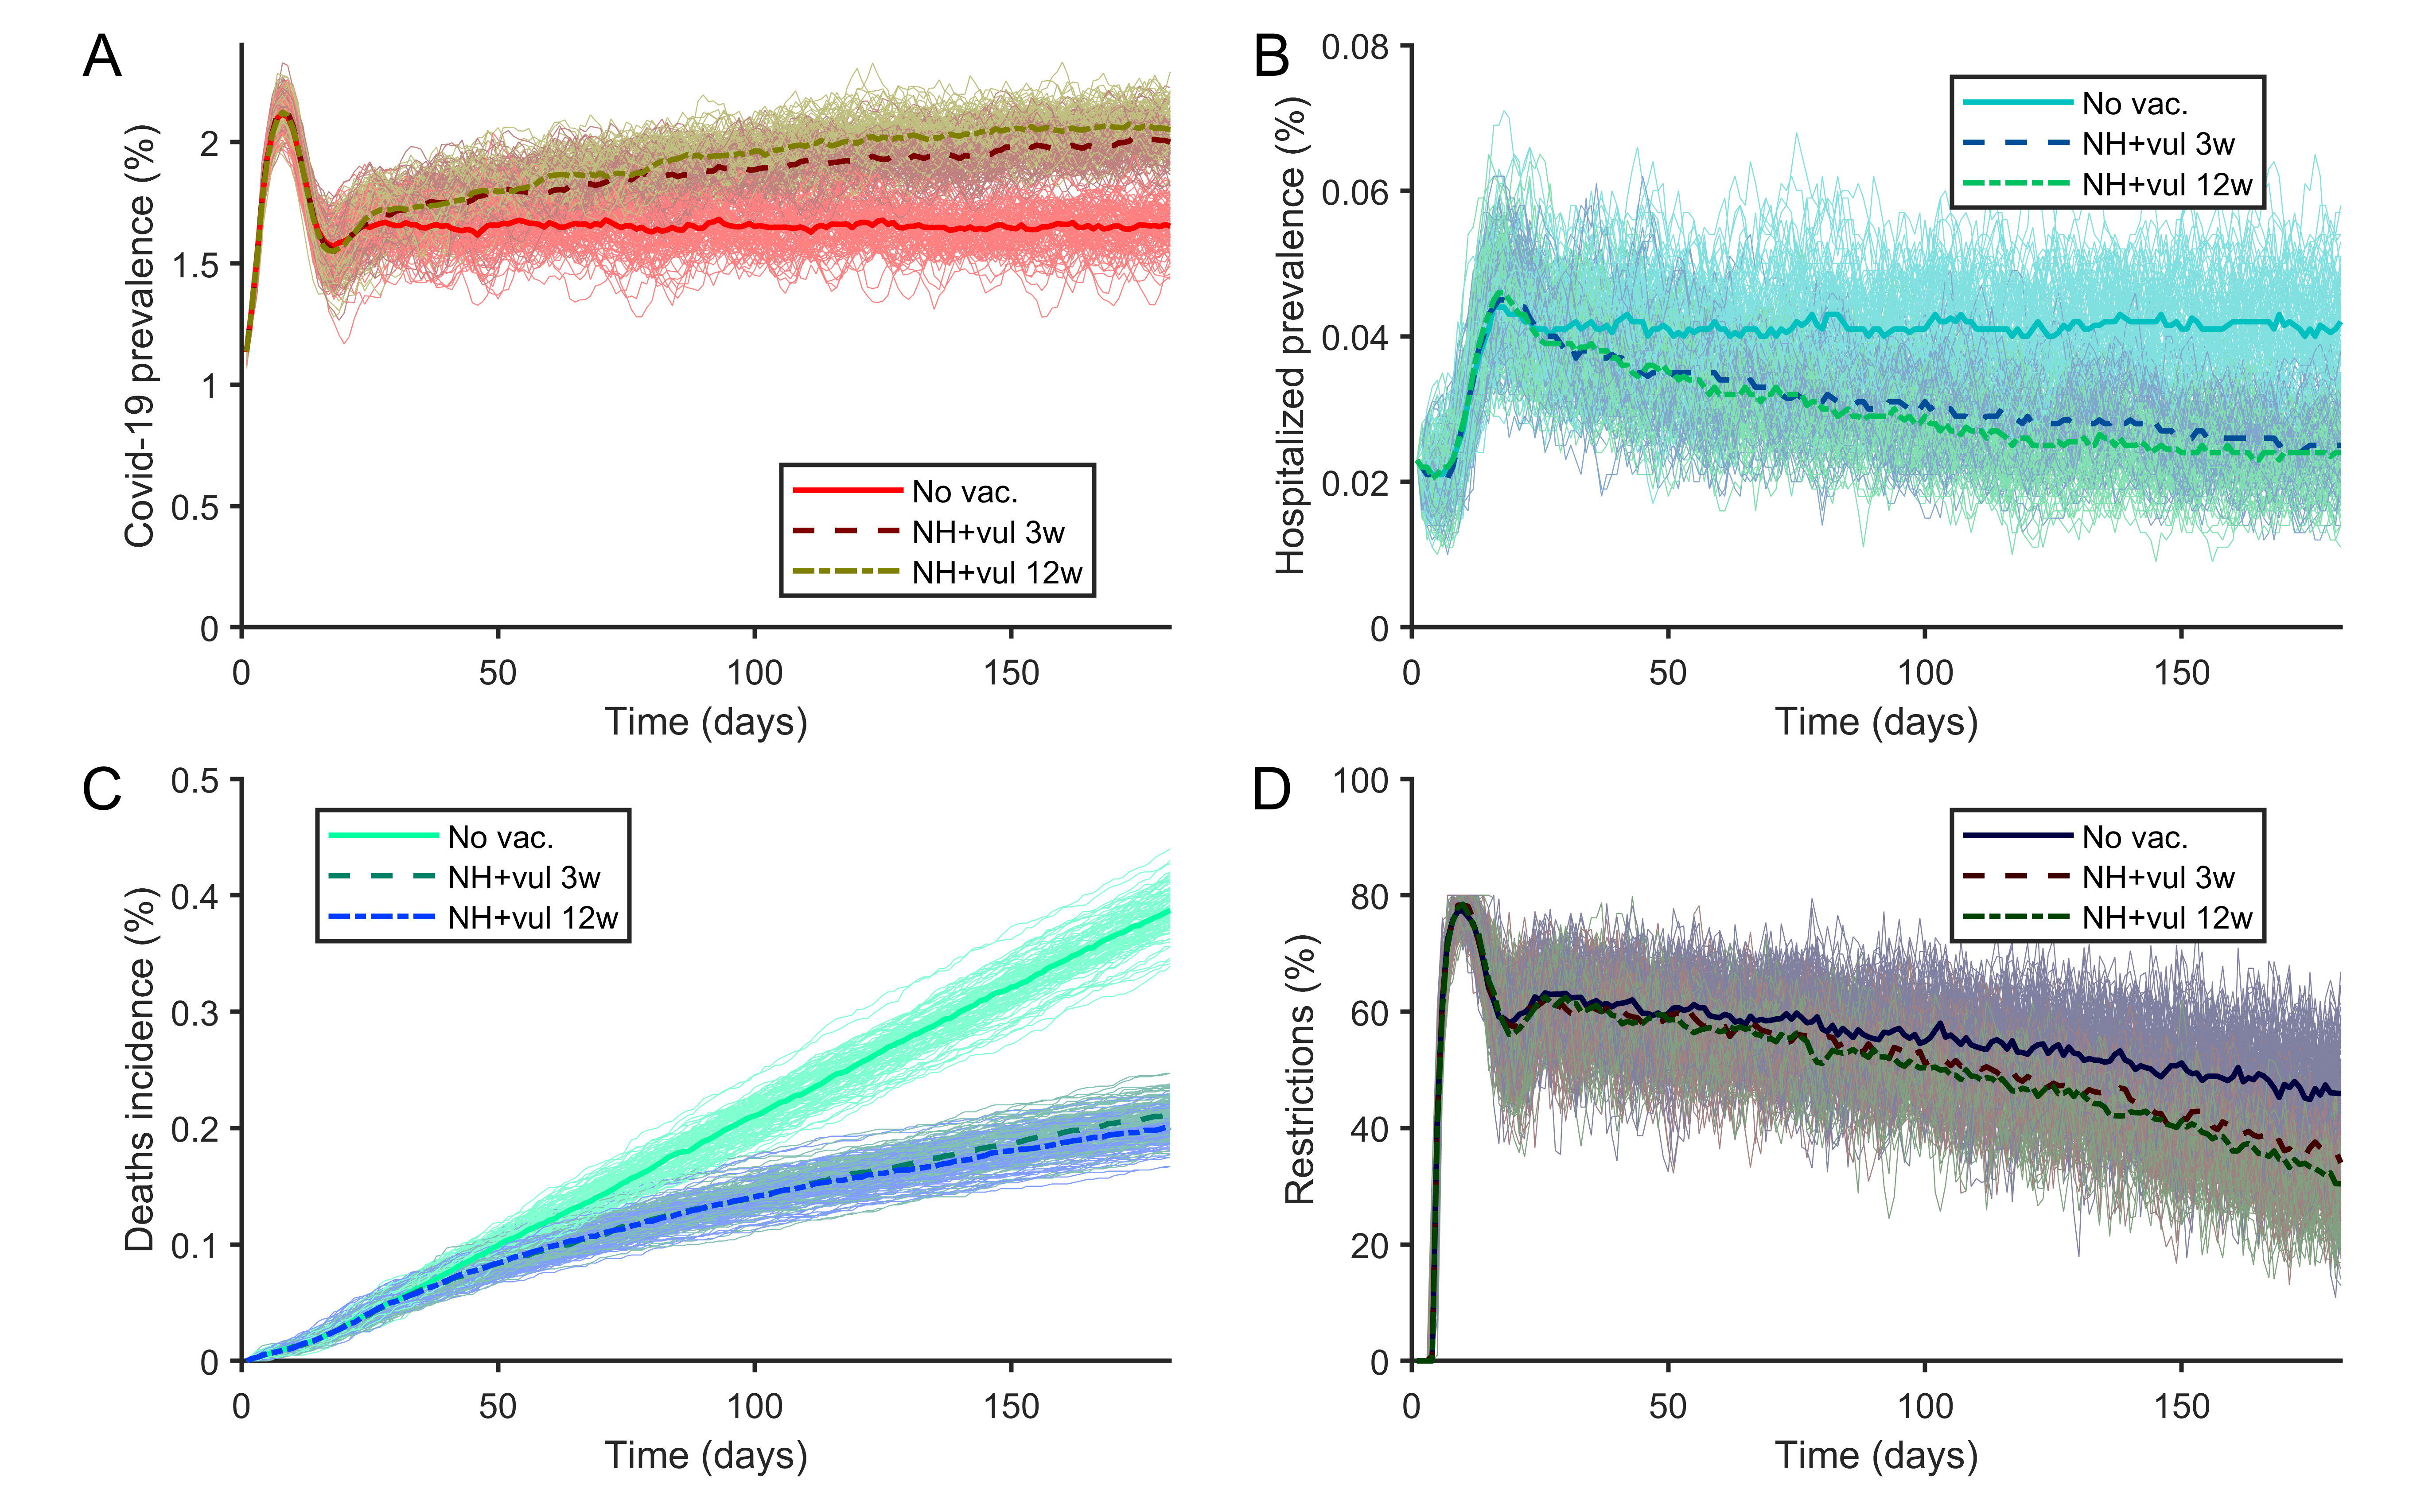 A
Covid-19 prevalence (%)
2
1.5
1
0.5
0
No vac.
NH+vul 3w
NH+vul 12w
0 50 100 150
Time (days)
B
Hospitalized prevalence (%)
0.08
0.06
0.04
0.02
0
No vac.
NH+vul 3w
NH+vul 12w
0 50 100 150
Time (days)
C
Deaths incidence (%)
0.5
0.4
0.3
0.2
0.1
0
No vac.
NH+vul 3w
NH+vul 12w
0 50 100 150
Time (days)
D
Restrictions (%)
100
80
60
40
20
0
No vac.
NH+vul 3w
NH+vul 12w
0 50 100 150
Time (days)